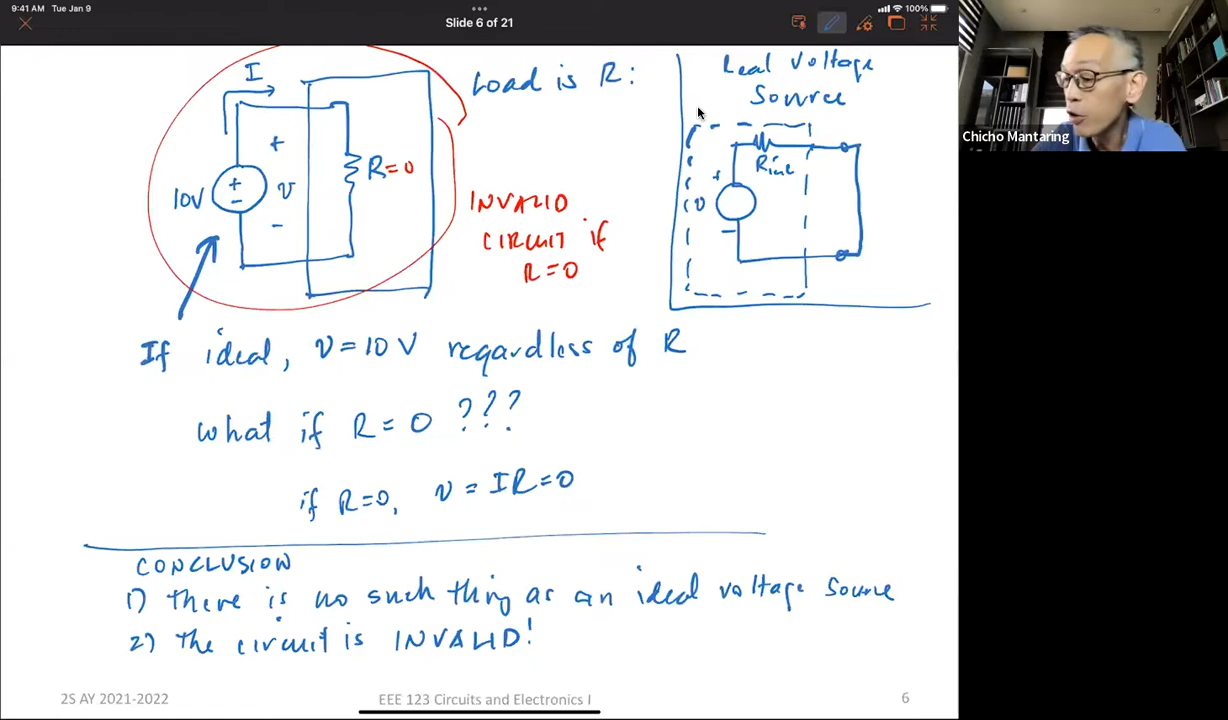 9:41 AM Tue Jan 9
100%
Slide 6 of 21
I
Load is R:
10V
+
-
+
v
-
R=0
INVALID
CIRCUIT if
R=0
Real Voltage
Source
Rint
+
-
If ideal, v=10V regardless of R
What if R=0 ???
if R=0, v=IR=0
CONCLUSION
1) there is no such thing as an ideal voltage source
2) the circuit is INVALID!
2S AY 2021-2022
EEE 123 Circuits and Electronics I
6
Chicho Mantaring